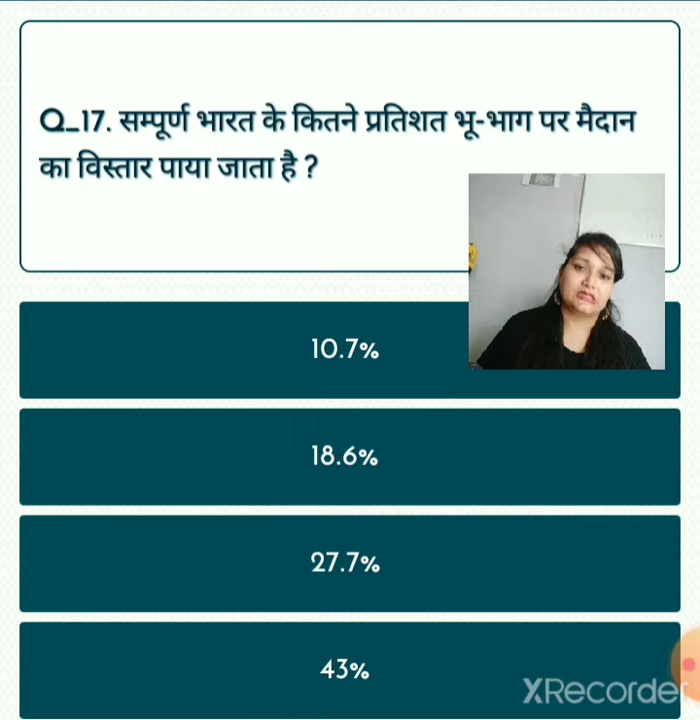 Q_17. सम्पूर्ण भारत के कितने प्रतिशत भू-भाग पर मैदान
का विस्तार पाया जाता है ?
10.7%
18.6%
27.7%
43%
XRecorder